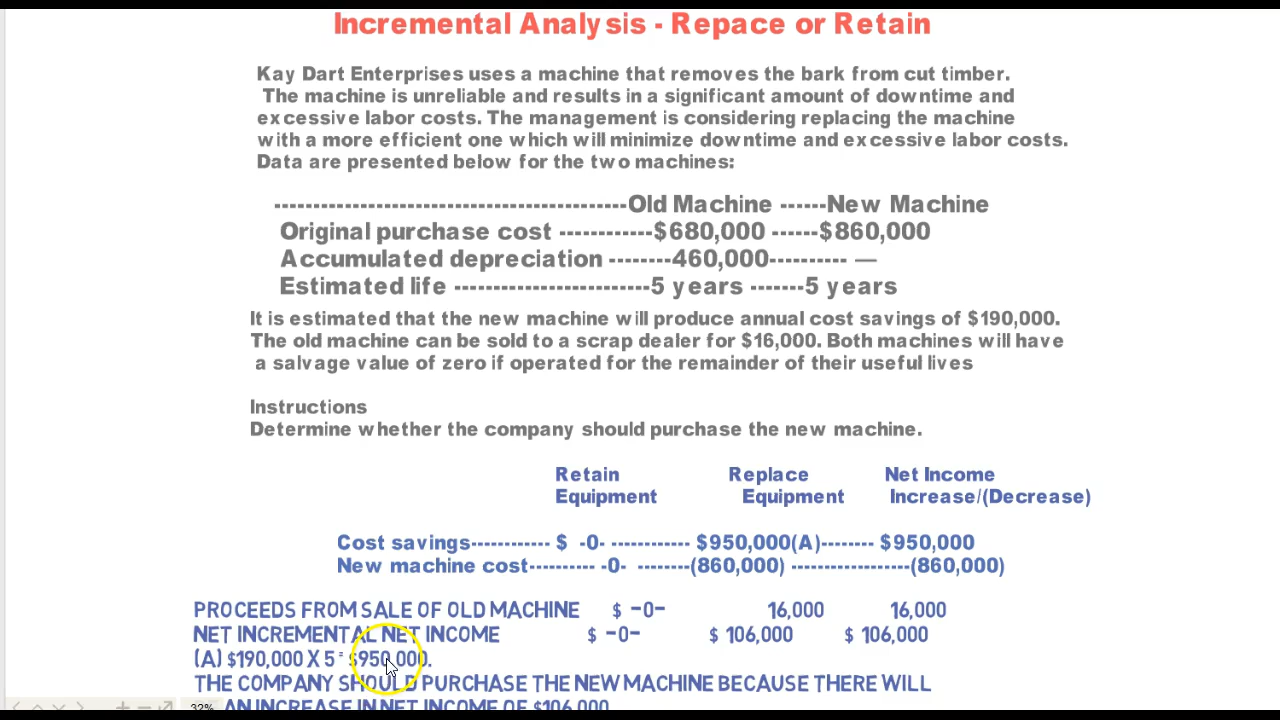 Incremental Analysis - Repace or Retain
Kay Dart Enterprises uses a machine that removes the bark from cut timber.
The machine is unreliable and results in a significant amount of downtime and
excessive labor costs. The management is considering replacing the machine
with a more efficient one which will minimize downtime and excessive labor costs.
Data are presented below for the two machines:
---------------------------------------------Old Machine ------New Machine
Original purchase cost ------------$680,000 ------$860,000
Accumulated depreciation --------460,000---------- —
Estimated life -------------------------5 years -------5 years
It is estimated that the new machine will produce annual cost savings of $190,000.
The old machine can be sold to a scrap dealer for $16,000. Both machines will have
a salvage value of zero if operated for the remainder of their useful lives
Instructions
Determine whether the company should purchase the new machine.
Retain Replace Net Income
Equipment Equipment Increase/(Decrease)
Cost savings------------ $ -0- ------------ $950,000(A)-------- $950,000
New machine cost---------- -0- --------(860,000) ------------------(860,000)
PROCEEDS FROM SALE OF OLD MACHINE $ -0- 16,000 16,000
NET INCREMENTAL NET INCOME $ -0- $ 106,000 $ 106,000
(A) $190,000 X 5 = $950,000.
THE COMPANY SHOULD PURCHASE THE NEW MACHINE BECAUSE THERE WILL
AN INCREASE IN NET INCOME OF $106,000
32%